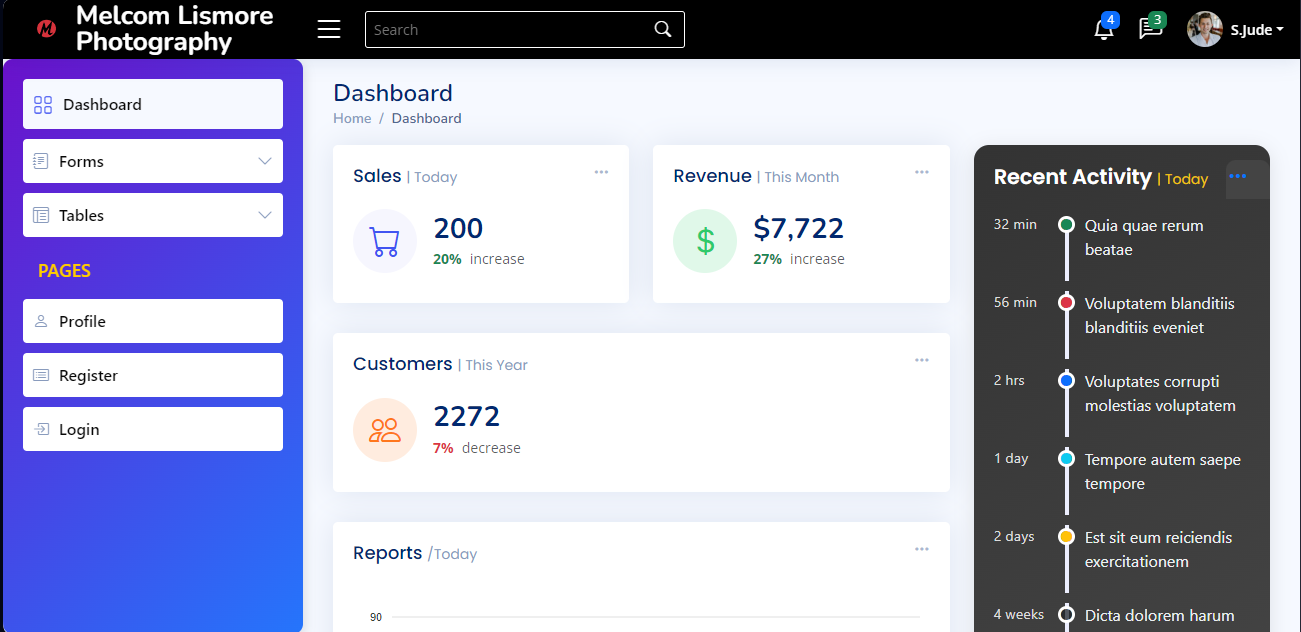 Melcom Lismore
Photography
Search
4
3
S.Jude
Dashboard
Forms
Tables
PAGES
Profile
Register
Login
Dashboard
Home / Dashboard
Sales | Today
200
20% increase
Revenue | This Month
$7,722
27% increase
Customers | This Year
2272
7% decrease
Reports /Today
90
Recent Activity | Today
32 min
Quia quae rerum
beatae
56 min
Voluptatem blanditiis
blanditiis eveniet
2 hrs
Voluptates corrupti
molestias voluptatem
1 day
Tempore autem saepe
tempore
2 days
Est sit eum reiciendis
exercitationem
4 weeks
Dicta dolorem harum